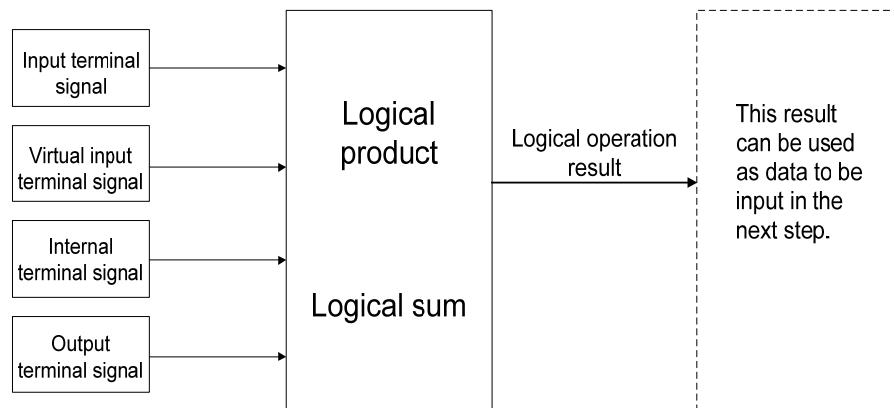 Input terminal
signal
Virtual input
terminal signal
Internal
terminal signal
Output
terminal signal
Logical
product
Logical sum
Logical operation
result
This result
can be used
as data to be
input in the
next step.